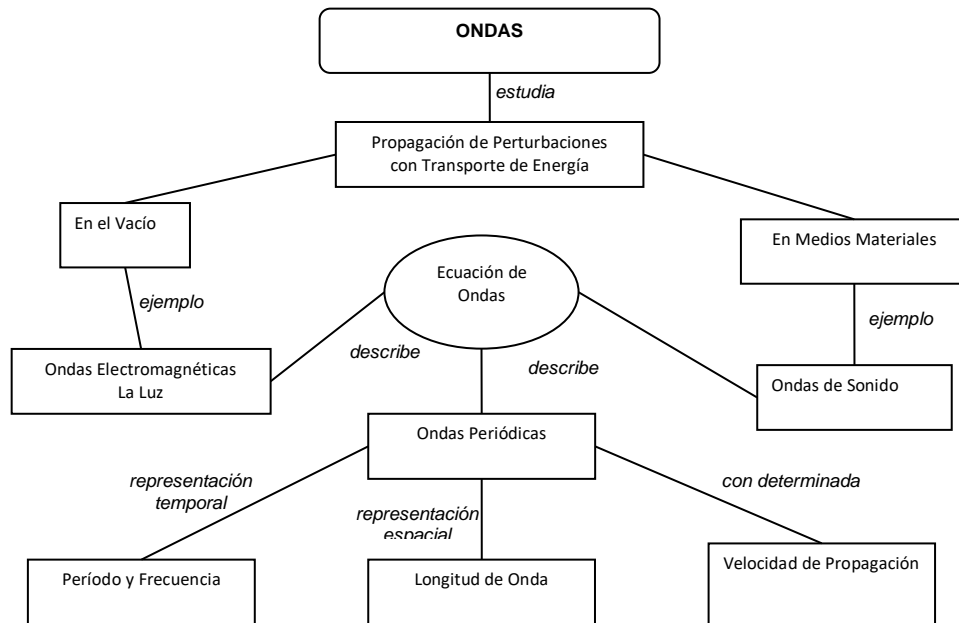 ONDAS
estudia
Propagación de Perturbaciones
con Transporte de Energía
En el Vacío
En Medios Materiales
Ecuación de
Ondas
ejemplo
ejemplo
describe
describe
Ondas Electromagnéticas
La Luz
Ondas de Sonido
Ondas Periódicas
representación
temporal
representación
espacial
con determinada
Período y Frecuencia
Longitud de Onda
Velocidad de Propagación